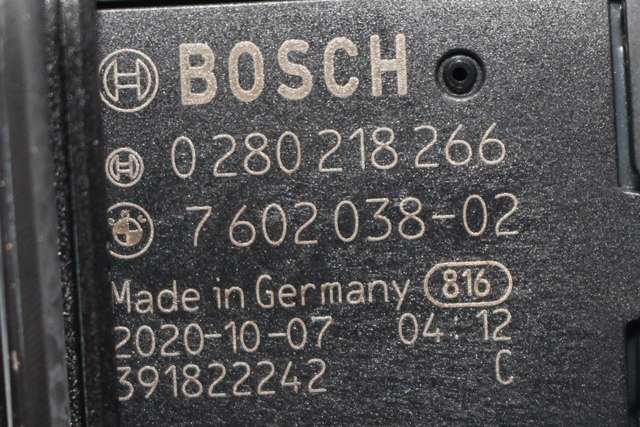 BOSCH
0 280 218 266
7 602 038-02
Made in Germany 816
2020-10-07 04:12
391822242 C